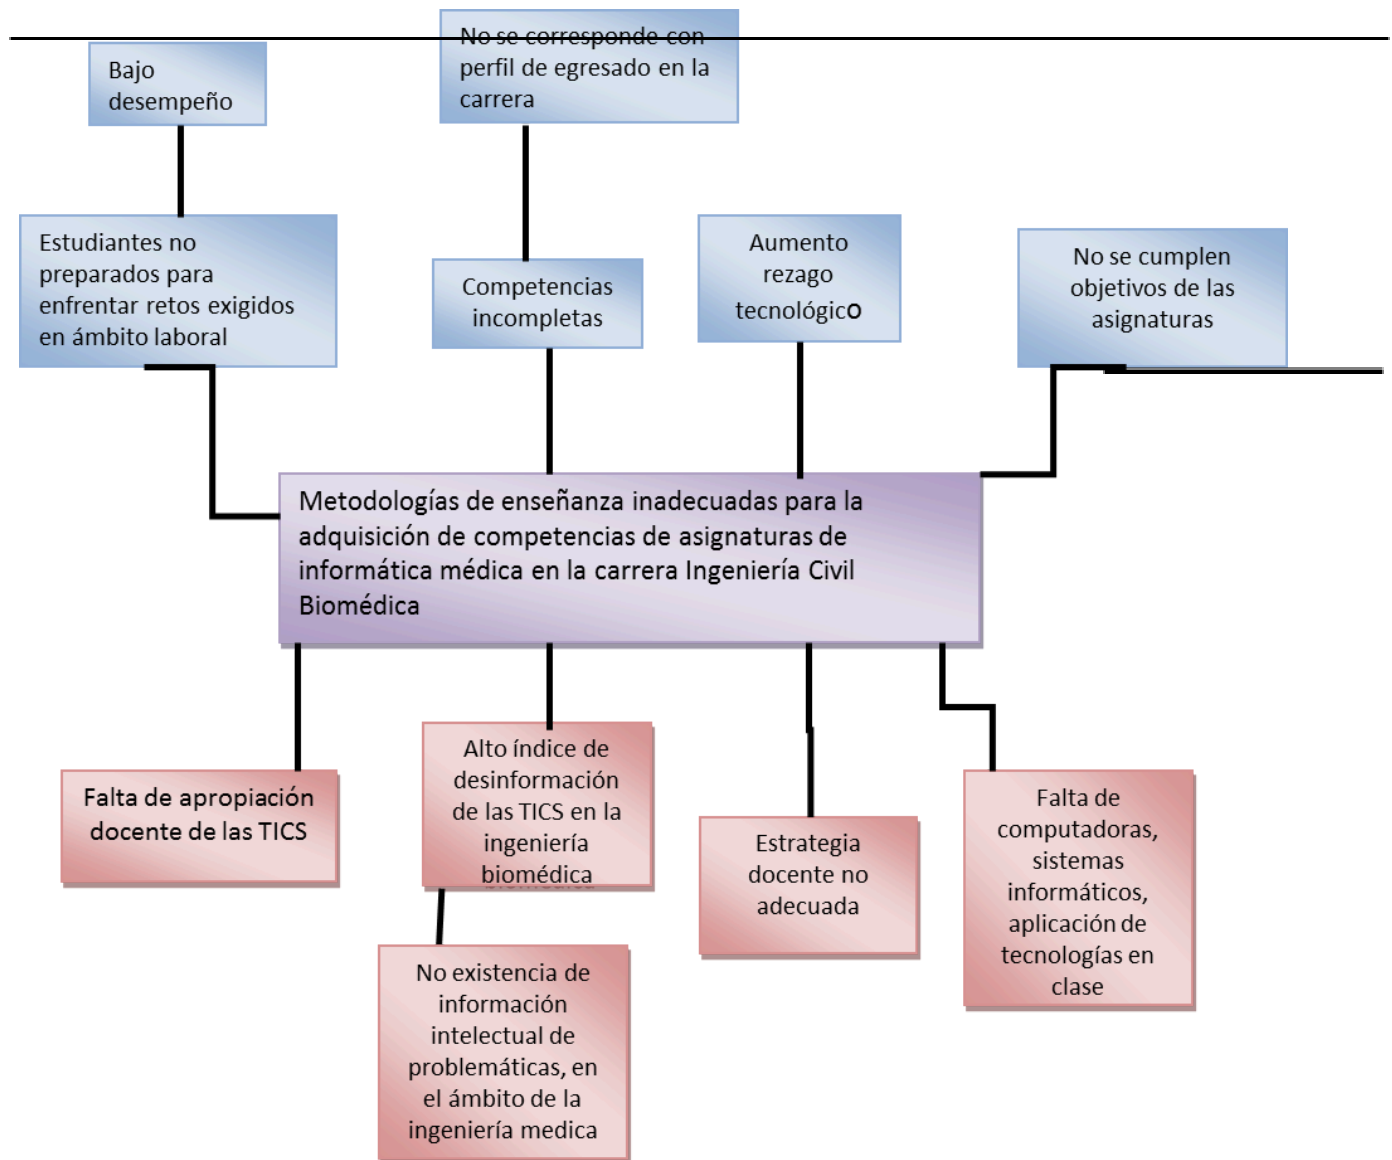 Bajo
desempeño
No se corresponde con
perfil de egresado en la
carrera
Estudiantes no
preparados para
enfrentar retos exigidos
en ámbito laboral
Competencias
incompletas
Aumento
rezago
tecnológico
No se cumplen
objetivos de las
asignaturas
Metodologías de enseñanza inadecuadas para la
adquisición de competencias de asignaturas de
informática médica en la carrera Ingeniería Civil
Biomédica
Falta de apropiación
docente de las TICS
Alto índice de
desinformación
de las TICS en la
ingeniería
biomédica
Estrategia
docente no
adecuada
Falta de
computadoras,
sistemas
informáticos,
aplicación de
tecnologías en
clase
No existencia de
información
intelectual de
problemáticas, en
el ámbito de la
ingeniería medica